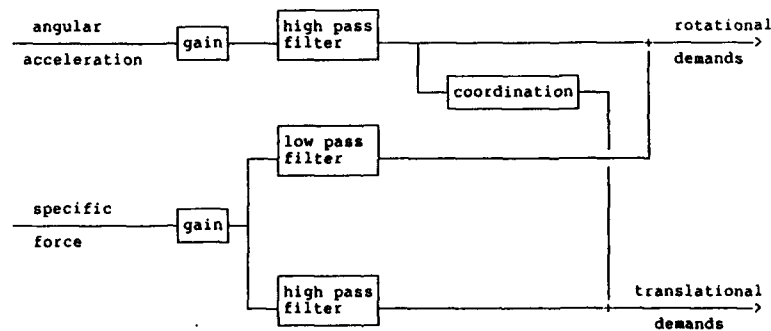 angular
acceleration
gain
high pass
filter
rotational
demands
coordination
low pass
filter
specific
force
gain
high pass
filter
translational
demands